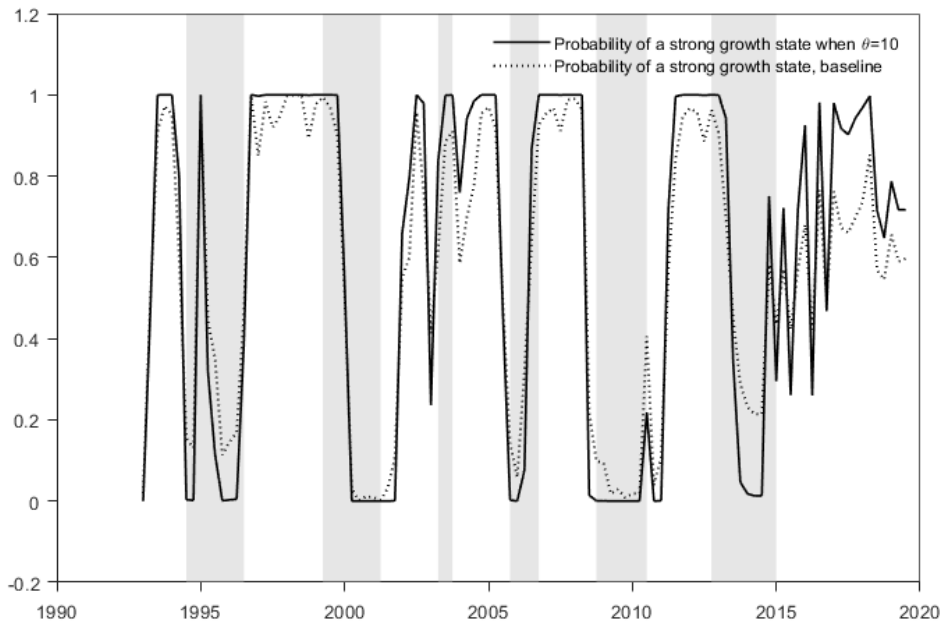 1.2
Probability of a strong growth state when θ=10
Probability of a strong growth state, baseline
1
0.8
0.6
0.4
0.2
0
-0.2
1990 1995 2000 2005 2010 2015 2020